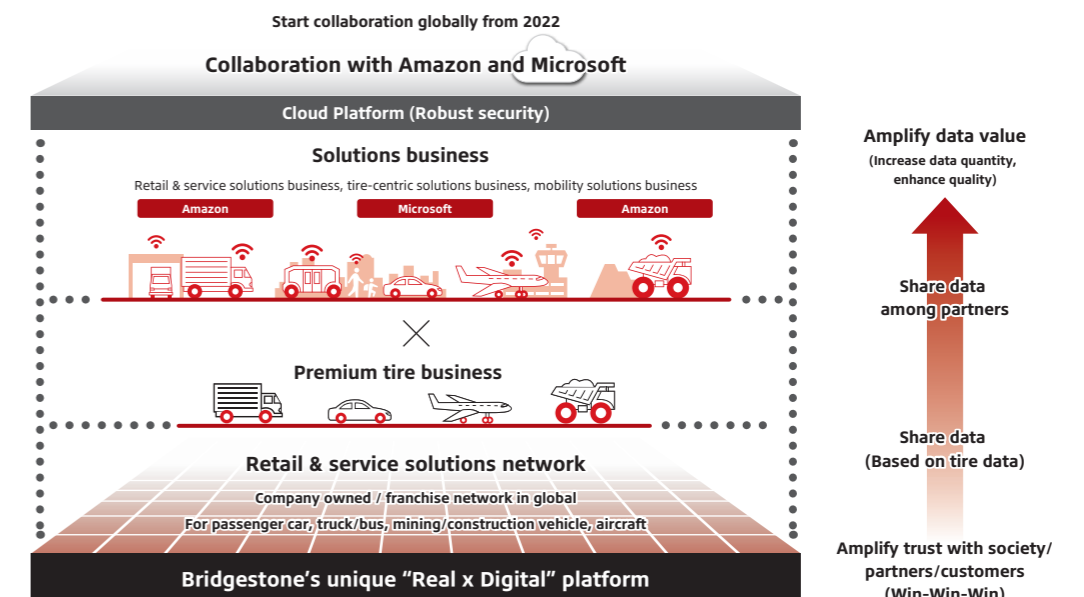 Start collaboration globally from 2022
Collaboration with Amazon and Microsoft
Cloud Platform (Robust security)
Solutions business
Retail & service solutions business, tire-centric solutions business, mobility solutions business
Amazon
Microsoft
Amazon
Premium tire business
Retail & service solutions network
Company owned / franchise network in global
For passenger car, truck/bus, mining/construction vehicle, aircraft
Bridgestone’s unique “Real x Digital” platform
Amplify data value
(Increase data quantity,
enhance quality)
Share data
among partners
Share data
(Based on tire data)
Amplify trust with society/
partners/customers
(Win-Win-Win)